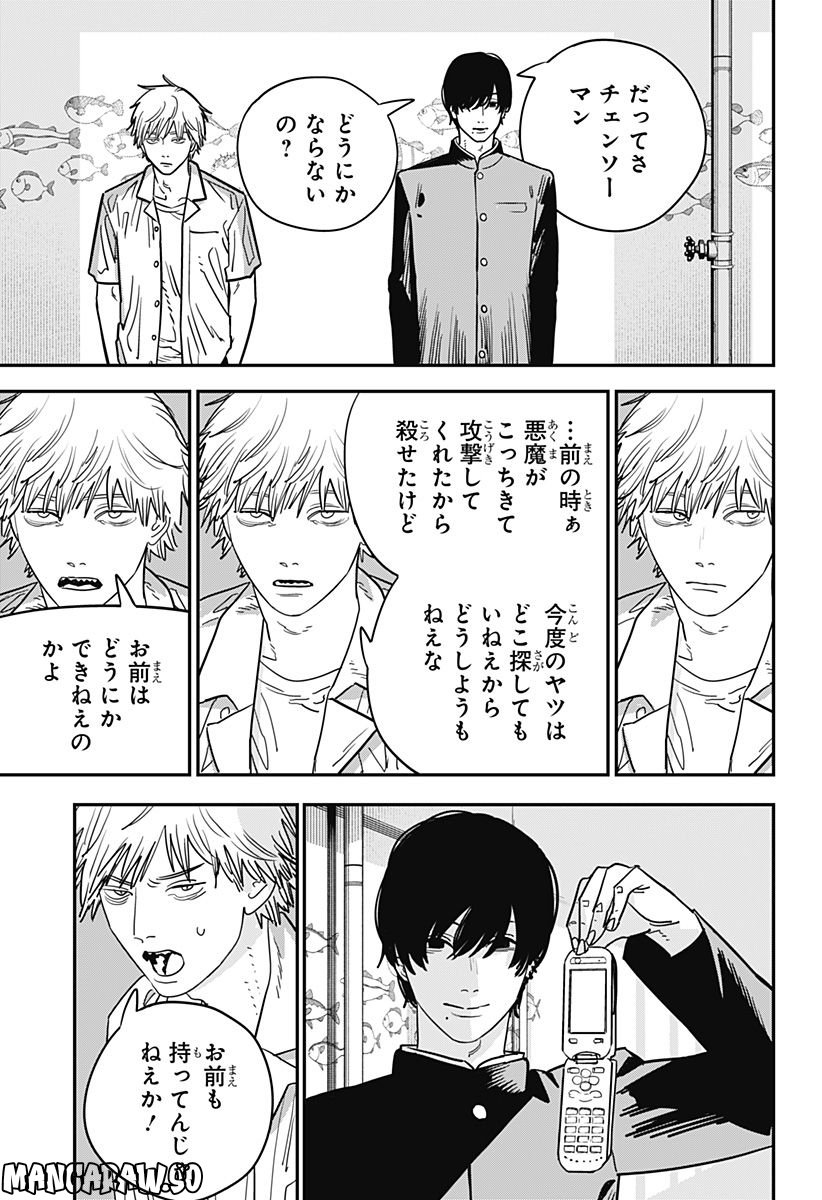 だってさ
チェンソー
マン
どうにか
ならない
の？
…前の時ぁ
悪魔が
こっちきて
攻撃して
くれたから
殺せたけど
今度のヤツは
どこ探しても
いねえから
どうしようも
ねえな
お前は
どうにか
できねえの
かよ
お前も
持ってんじ
ねえか！
MANGARAW.SO